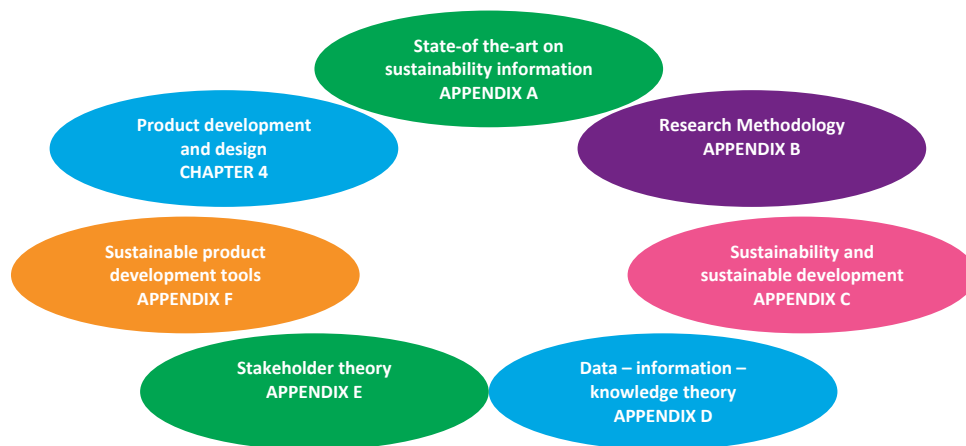 State-of the-art on
sustainability information
APPENDIX A
Product development
and design
CHAPTER 4
Research Methodology
APPENDIX B
Sustainable product
development tools
APPENDIX F
Sustainability and
sustainable development
APPENDIX C
Stakeholder theory
APPENDIX E
Data – information –
knowledge theory
APPENDIX D